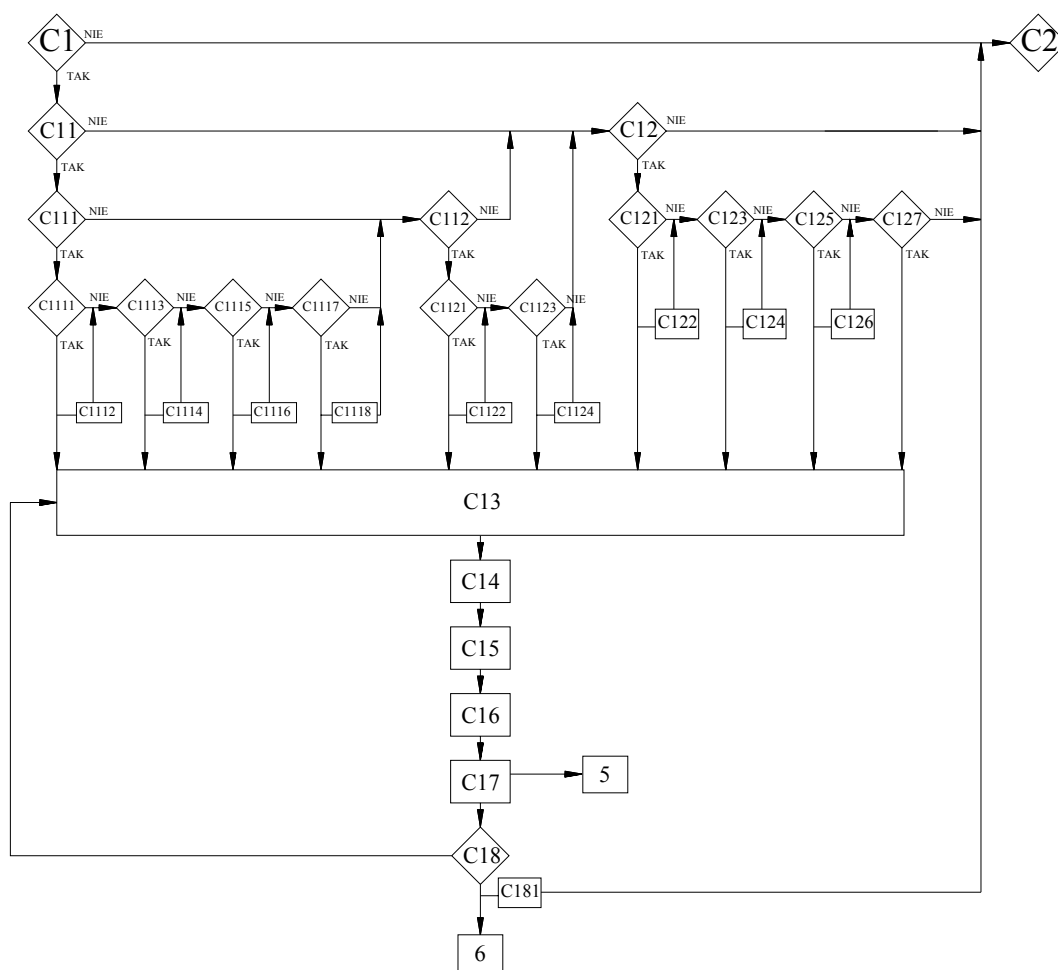 C1 NIE C2
TAK
C11 NIE C12 NIE
TAK TAK
C111 NIE C112 NIE C121 NIE C123 NIE C125 NIE C127 NIE
TAK TAK TAK TAK TAK TAK
C1111 NIE C1113 NIE C1115 NIE C1117 NIE C1121 NIE C1123 NIE
C122 C124 C126
TAK TAK TAK TAK TAK TAK
C1112 C1114 C1116 C1118 C1122 C1124
C13
C14
C15
C16
C17 5
C18
C181
6